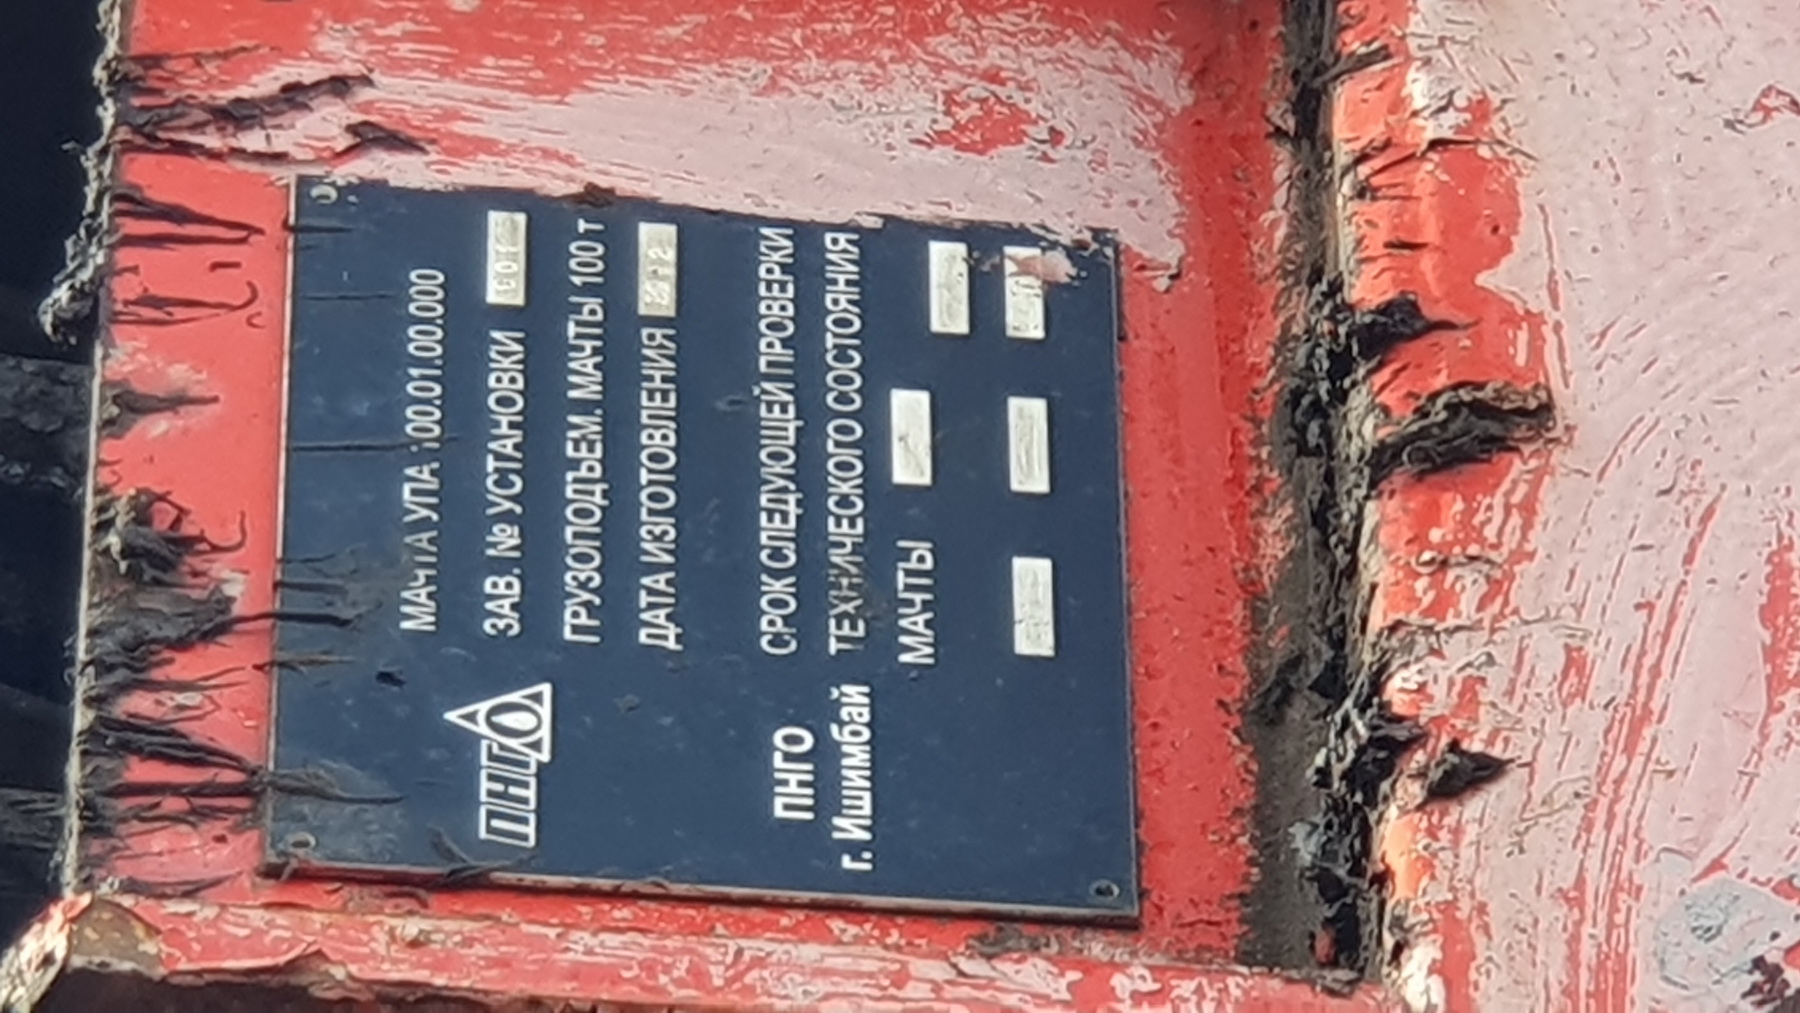 МАЧТА УПА 100.01.00.000
ПНГО
ЗАВ. № УСТАНОВКИ
ГРУЗОПОДЪЕМ. МАЧТЫ 100 т
ДАТА ИЗГОТОВЛЕНИЯ
ПНГО
г. Ишимбай
СРОК СЛЕДУЮЩЕЙ ПРОВЕРКИ
ТЕХНИЧЕСКОГО СОСТОЯНИЯ
МАЧТЫ